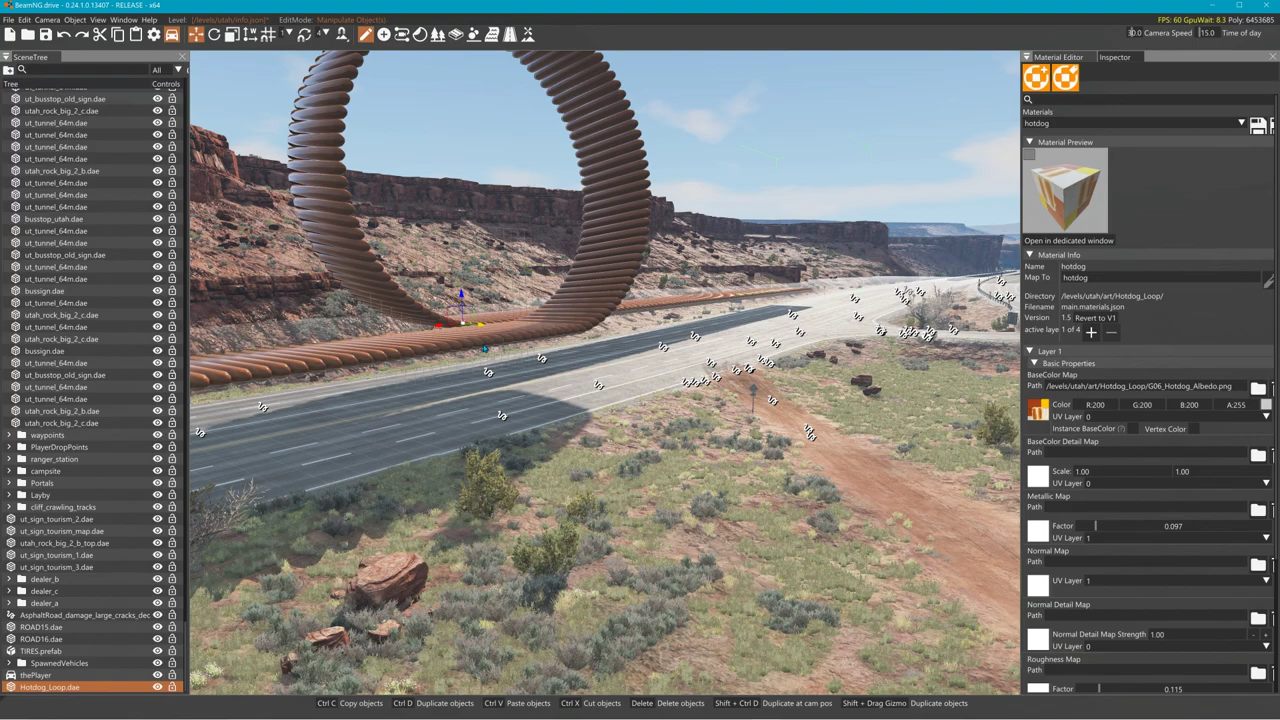 BeamNG.drive - 0.24.1.0.13407 - RELEASE - x64
File Edit Camera Object View Window Help Level: [/levels/utah/info.json]* EditMode: Manipulate Object(s)
FPS: 60 GpuWait: 8.3 Poly: 6453685
30.0 Camera Speed 15.0 Time of day
SceneTree
All
Tree Controls
ut_busstop_old_sign.dae
utah_rock_big_2_c.dae
ut_tunnel_64m.dae
ut_tunnel_64m.dae
ut_tunnel_64m.dae
ut_tunnel_64m.dae
utah_rock_big_2_b.dae
ut_tunnel_64m.dae
ut_tunnel_64m.dae
ut_tunnel_64m.dae
busstop_utah.dae
ut_tunnel_64m.dae
ut_tunnel_64m.dae
ut_busstop_old_sign.dae
ut_tunnel_64m.dae
ut_tunnel_64m.dae
bussign.dae
ut_tunnel_64m.dae
utah_rock_big_2_c.dae
ut_tunnel_64m.dae
utah_rock_big_2_c.dae
bussign.dae
ut_tunnel_64m.dae
ut_busstop_old_sign.dae
ut_tunnel_64m.dae
ut_tunnel_64m.dae
utah_rock_big_2_b.dae
utah_rock_big_2_c.dae
waypoints
PlayerDropPoints
ranger_station
campsite
Portals
Layby
cliff_crawling_tracks
ut_sign_tourism_2.dae
ut_sign_tourism_map.dae
utah_rock_big_2_b_top.dae
ut_sign_tourism_1.dae
ut_sign_tourism_3.dae
dealer_b
dealer_c
dealer_a
AsphaltRoad_damage_large_cracks_dec
ROAD15.dae
ROAD16.dae
TIRES.prefab
SpawnedVehicles
thePlayer
Hotdog_Loop.dae
Material Editor Inspector
Materials
hotdog
Material Preview
Open in dedicated window
Material Info
Name hotdog
Map To hotdog
Directory /levels/utah/art/Hotdog_Loop/
Filename main.materials.json
Version 1.5 Revert to V1
active laye 1 of 4
Layer 1
Basic Properties
BaseColor Map
Path /levels/utah/art/Hotdog_Loop/G06_Hotdog_Albedo.png
Color R:200 G:200 B:200 A:255
UV Layer 0
Instance BaseColor (?) Vertex Color
BaseColor Detail Map
Path
Scale: 1.00 1.00
UV Layer 0
Metallic Map
Path
Factor 0.097
UV Layer 1
Normal Map
Path
UV Layer 1
Normal Detail Map
Path
Normal Detail Map Strength 1.00 - +
UV Layer 0
Roughness Map
Path
Factor 0.115
Ctrl C Copy objects Ctrl D Duplicate objects Ctrl V Paste objects Ctrl X Cut objects Delete Delete objects Shift + Ctrl D Duplicate at cam pos Shift + Drag Gizmo Duplicate objects